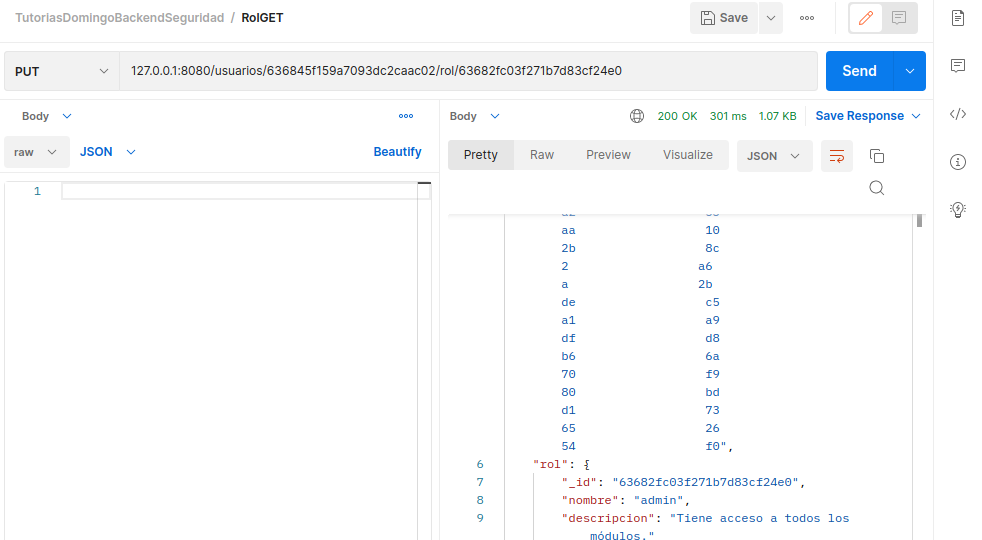 TutoriasDomingoBackendSeguridad / RolGET
Save
PUT 127.0.0.1:8080/usuarios/636845f159a7093dc2caac02/rol/63682fc03f271b7d83cf24e0 Send
Body
raw JSON Beautify
1
Body 200 OK 301 ms 1.07 KB Save Response
Pretty Raw Preview Visualize JSON
aa 10
2b 8c
2 a6
a 2b
de c5
a1 a9
df d8
b6 6a
70 f9
80 bd
d1 73
65 26
54 f0",
6 "rol": {
7 "_id": "63682fc03f271b7d83cf24e0",
8 "nombre": "admin",
9 "descripcion": "Tiene acceso a todos los
módulos."